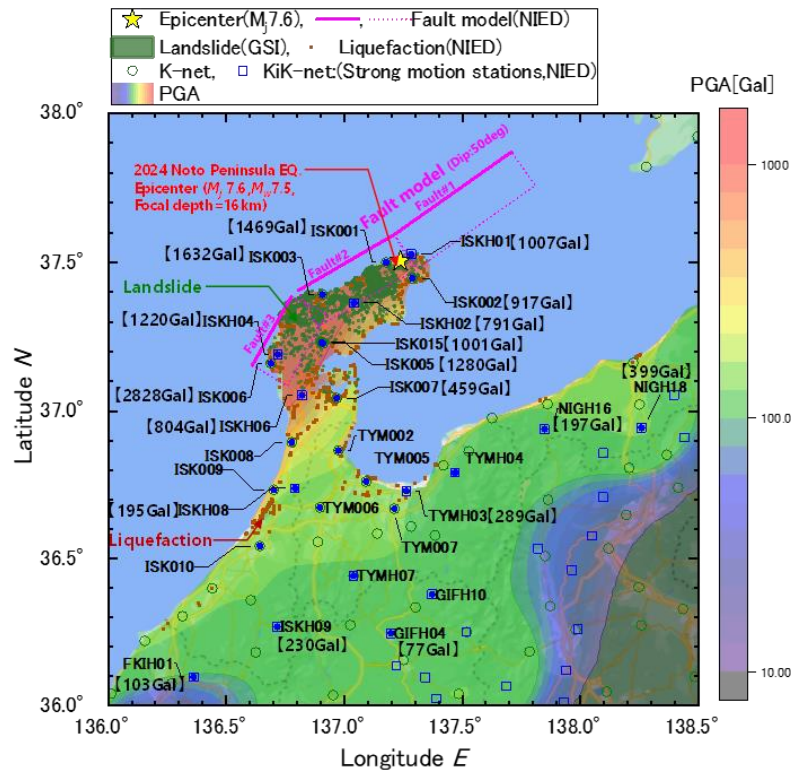 Epicenter(Mj7.6), Fault model(NIED)
Landslide(GSI), Liquefaction(NIED)
K-net, KiK-net:(Strong motion stations,NIED)
PGA
PGA[Gal]
38.0°
37.5°
37.0°
36.5°
36.0°
Latitude N
2024 Noto Peninsula EQ.
Epicenter (Mj 7.6,Mw7.5,
Focal depth=16km)
Fault model (Dip:50deg)
Fault#1
Fault#2
Fault#3
【1469Gal】ISK001
【1632Gal】ISK003
ISKH01【1007Gal】
Landslide
ISK002【917Gal】
ISKH02【791Gal】
【1220Gal】ISKH04
ISK015【1001Gal】
ISK005【1280Gal】
【2828Gal】ISK006
ISK007【459Gal】
【399Gal】
NIGH18
【804Gal】ISKH06
NIGH16
【197Gal】
ISK008
TYM002
ISK009
TYM005
TYMH04
【195Gal】ISKH08
TYM006
TYMH03【289Gal】
Liquefaction
TYM007
ISK010
TYMH07
GIFH10
ISKH09
【230Gal】
GIFH04
【77Gal】
FKIH01
【103Gal】
136.0°
136.5°
137.0°
137.5°
138.0°
138.5°
Longitude E
1000
100.0
10.00